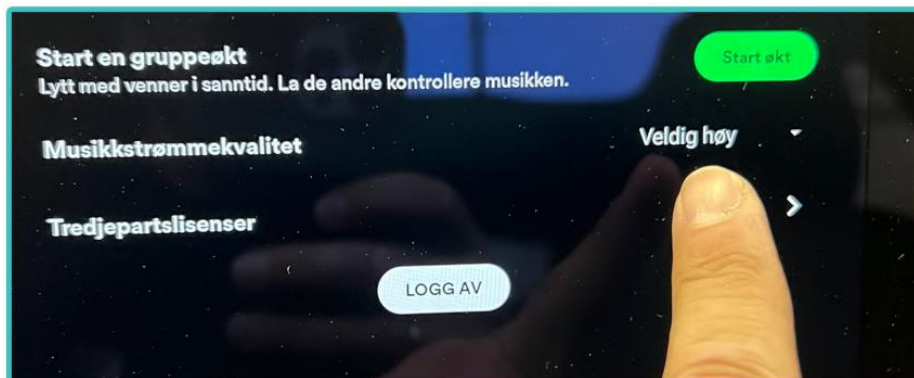 Start en gruppeøkt
Start økt
Lytt med venner i sanntid. La de andre kontrollere musikken.
Musikkstrømmekvalitet
Veldig høy
Tredjepartslisenser
LOGG AV